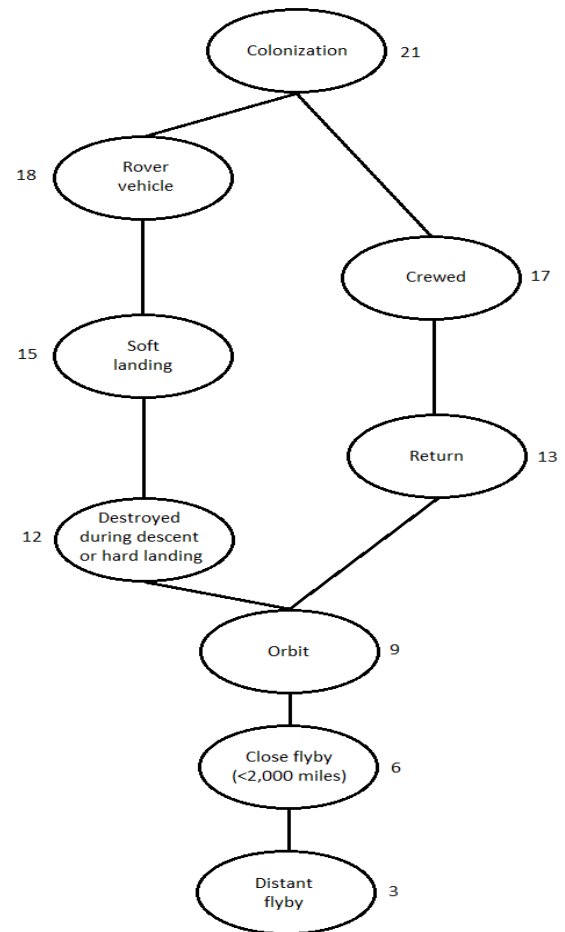 Colonization
21
18
Rover
vehicle
Crewed
17
15
Soft
landing
Return
13
12
Destroyed
during descent
or hard landing
Orbit
9
Close flyby
(<2,000 miles)
6
Distant
flyby
3